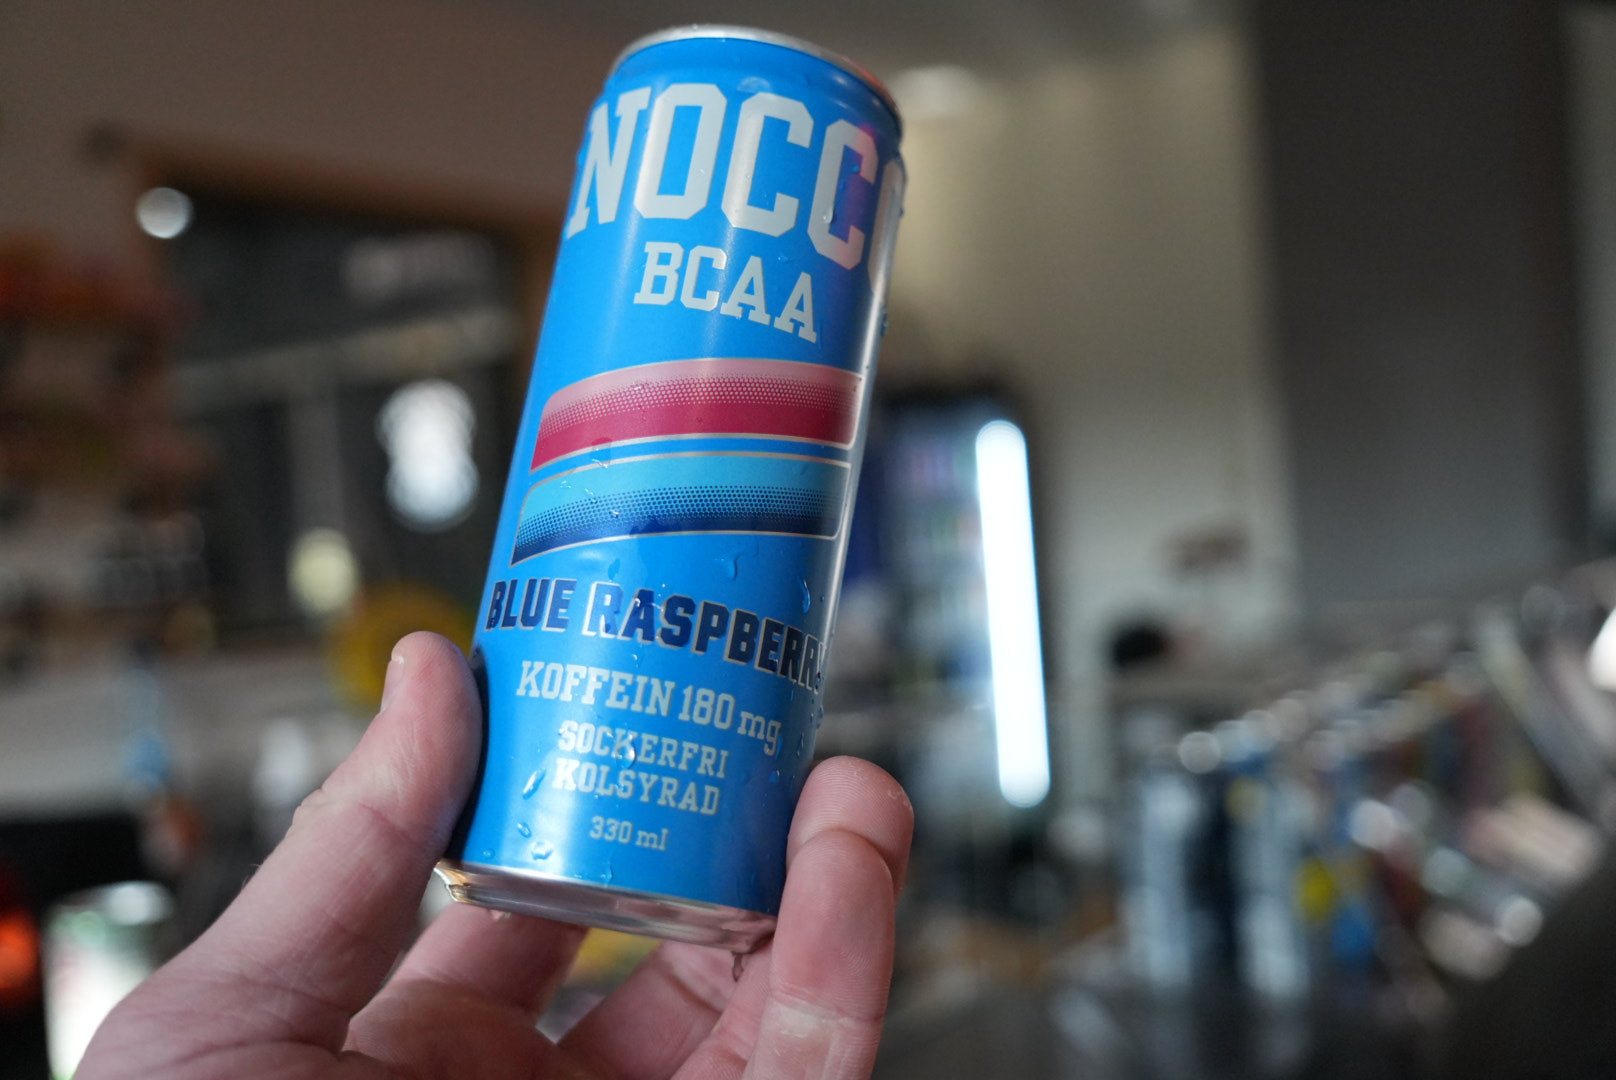 NOCCO
BCAA
BLUE RASPBERRY
KOFFEIN 180 mg
SOCKERFRI
KOLSYRAD
330 ml